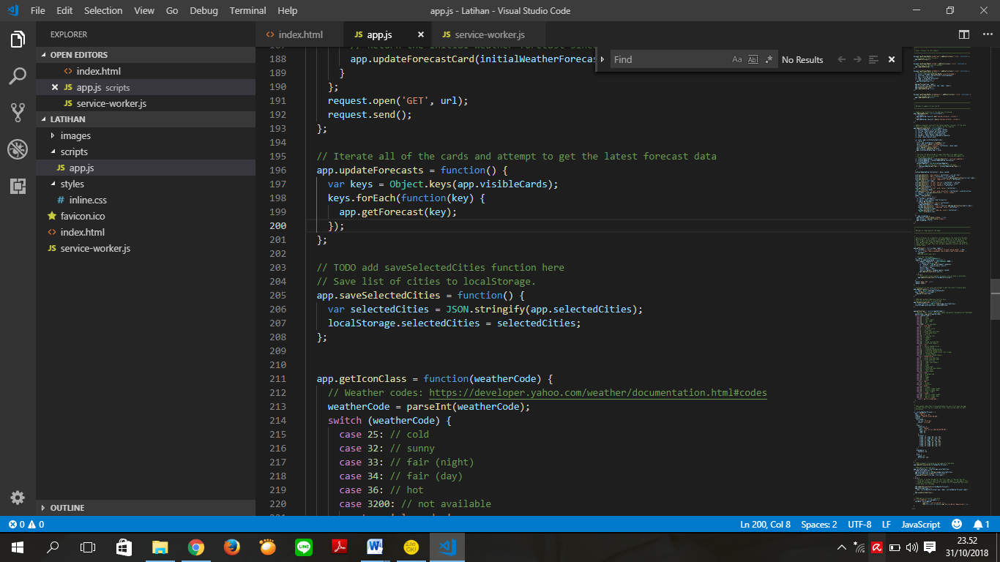 File Edit Selection View Go Debug Terminal Help
app.js - Latihan - Visual Studio Code
EXPLORER
OPEN EDITORS
index.html
app.js scripts
service-worker.js
LATIHAN
images
scripts
JS app.js
styles
# inline.css
favicon.ico
<> index.html
JS service-worker.js
OUTLINE
<> index.html
JS app.js
JS service-worker.js
Find
Aa Abl .*
No Results
188 app.updateForecastCard(initialWeatherForecas
189 }
190 };
191 request.open('GET', url);
192 request.send();
193 };
194
195 // Iterate all of the cards and attempt to get the latest forecast data
196 app.updateForecasts = function() {
197 var keys = Object.keys(app.visibleCards);
198 keys.forEach(function(key) {
199 app.getForecast(key);
200 });
201 };
202
203 // TODO add saveSelectedCities function here
204 // Save list of cities to localStorage.
205 app.saveSelectedCities = function() {
206 var selectedCities = JSON.stringify(app.selectedCities);
207 localStorage.selectedCities = selectedCities;
208 };
209
210
211 app.getIconClass = function(weatherCode) {
212 // Weather codes: https://developer.yahoo.com/weather/documentation.html#codes
213 weatherCode = parseInt(weatherCode);
214 switch (weatherCode) {
215 case 25: // cold
216 case 32: // sunny
217 case 33: // fair (night)
218 case 34: // fair (day)
219 case 36: // hot
220 case 3200: // not available
0 0
Ln 200, Col 8 Spaces: 2 UTF-8 LF JavaScript 1
LINE
23.52
31/10/2018